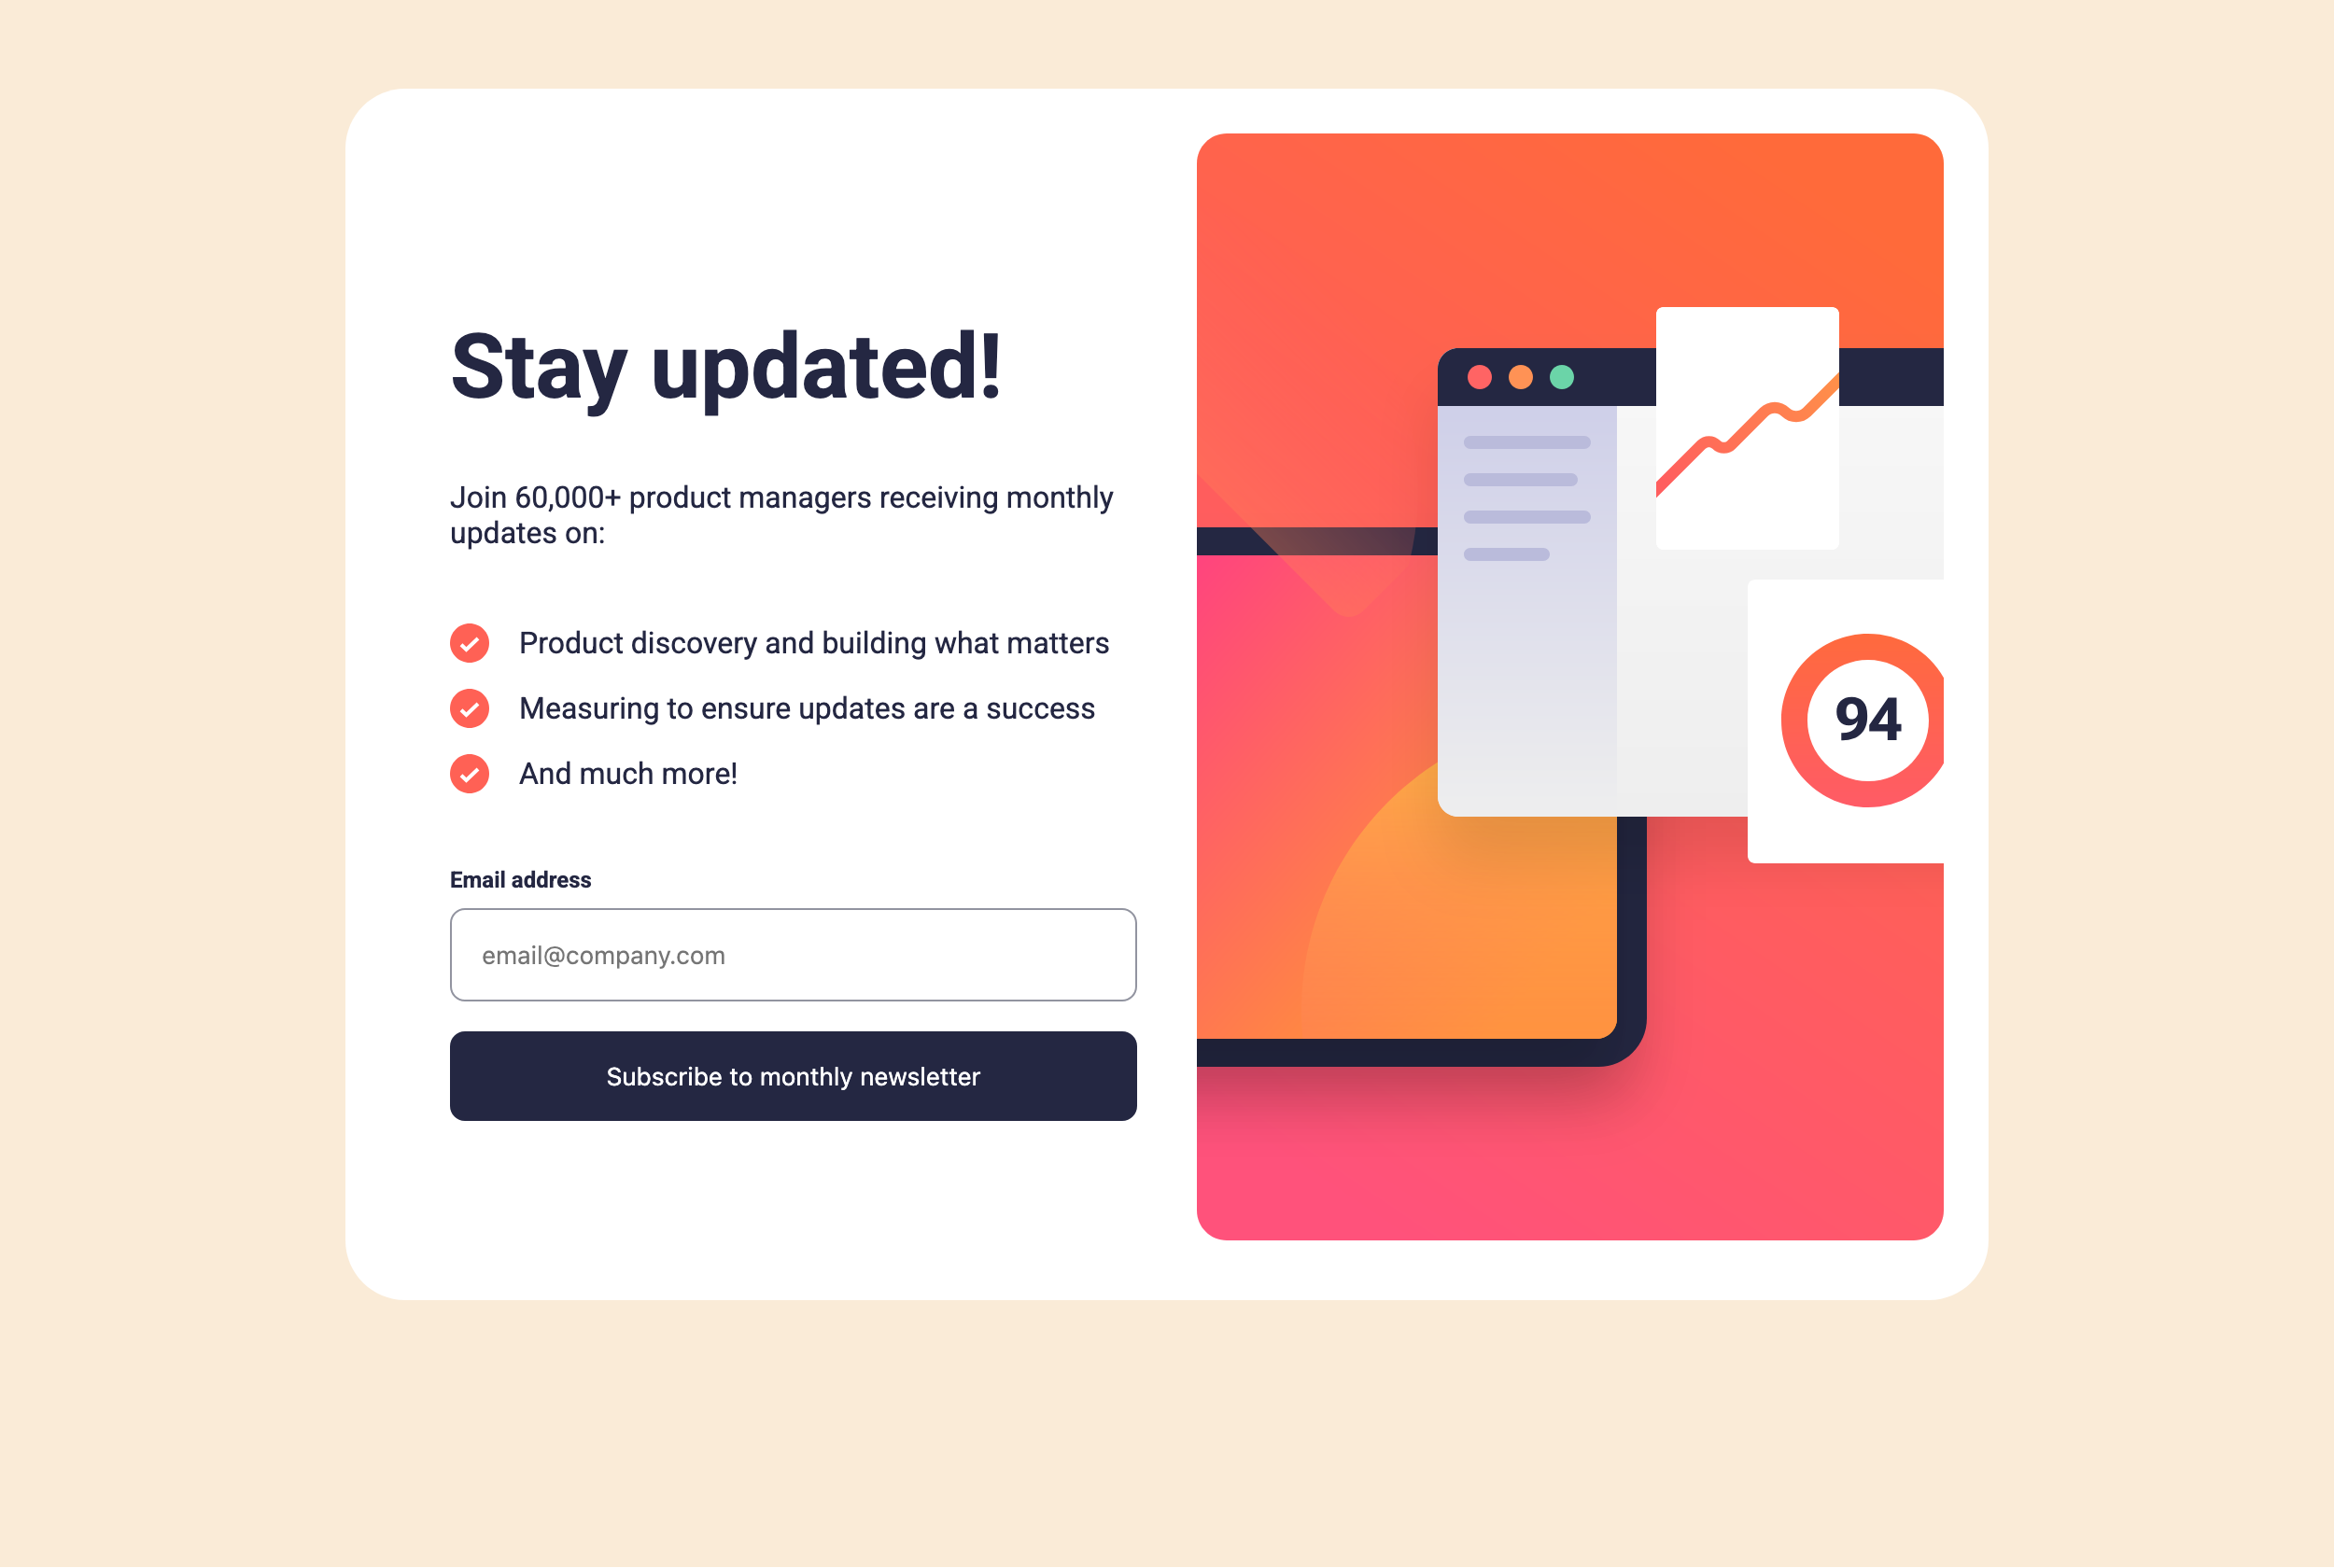 Stay updated!
Join 60,000+ product managers receiving monthly
updates on:
Product discovery and building what matters
Measuring to ensure updates are a success
And much more!
Email address
email@company.com
Subscribe to monthly newsletter
94